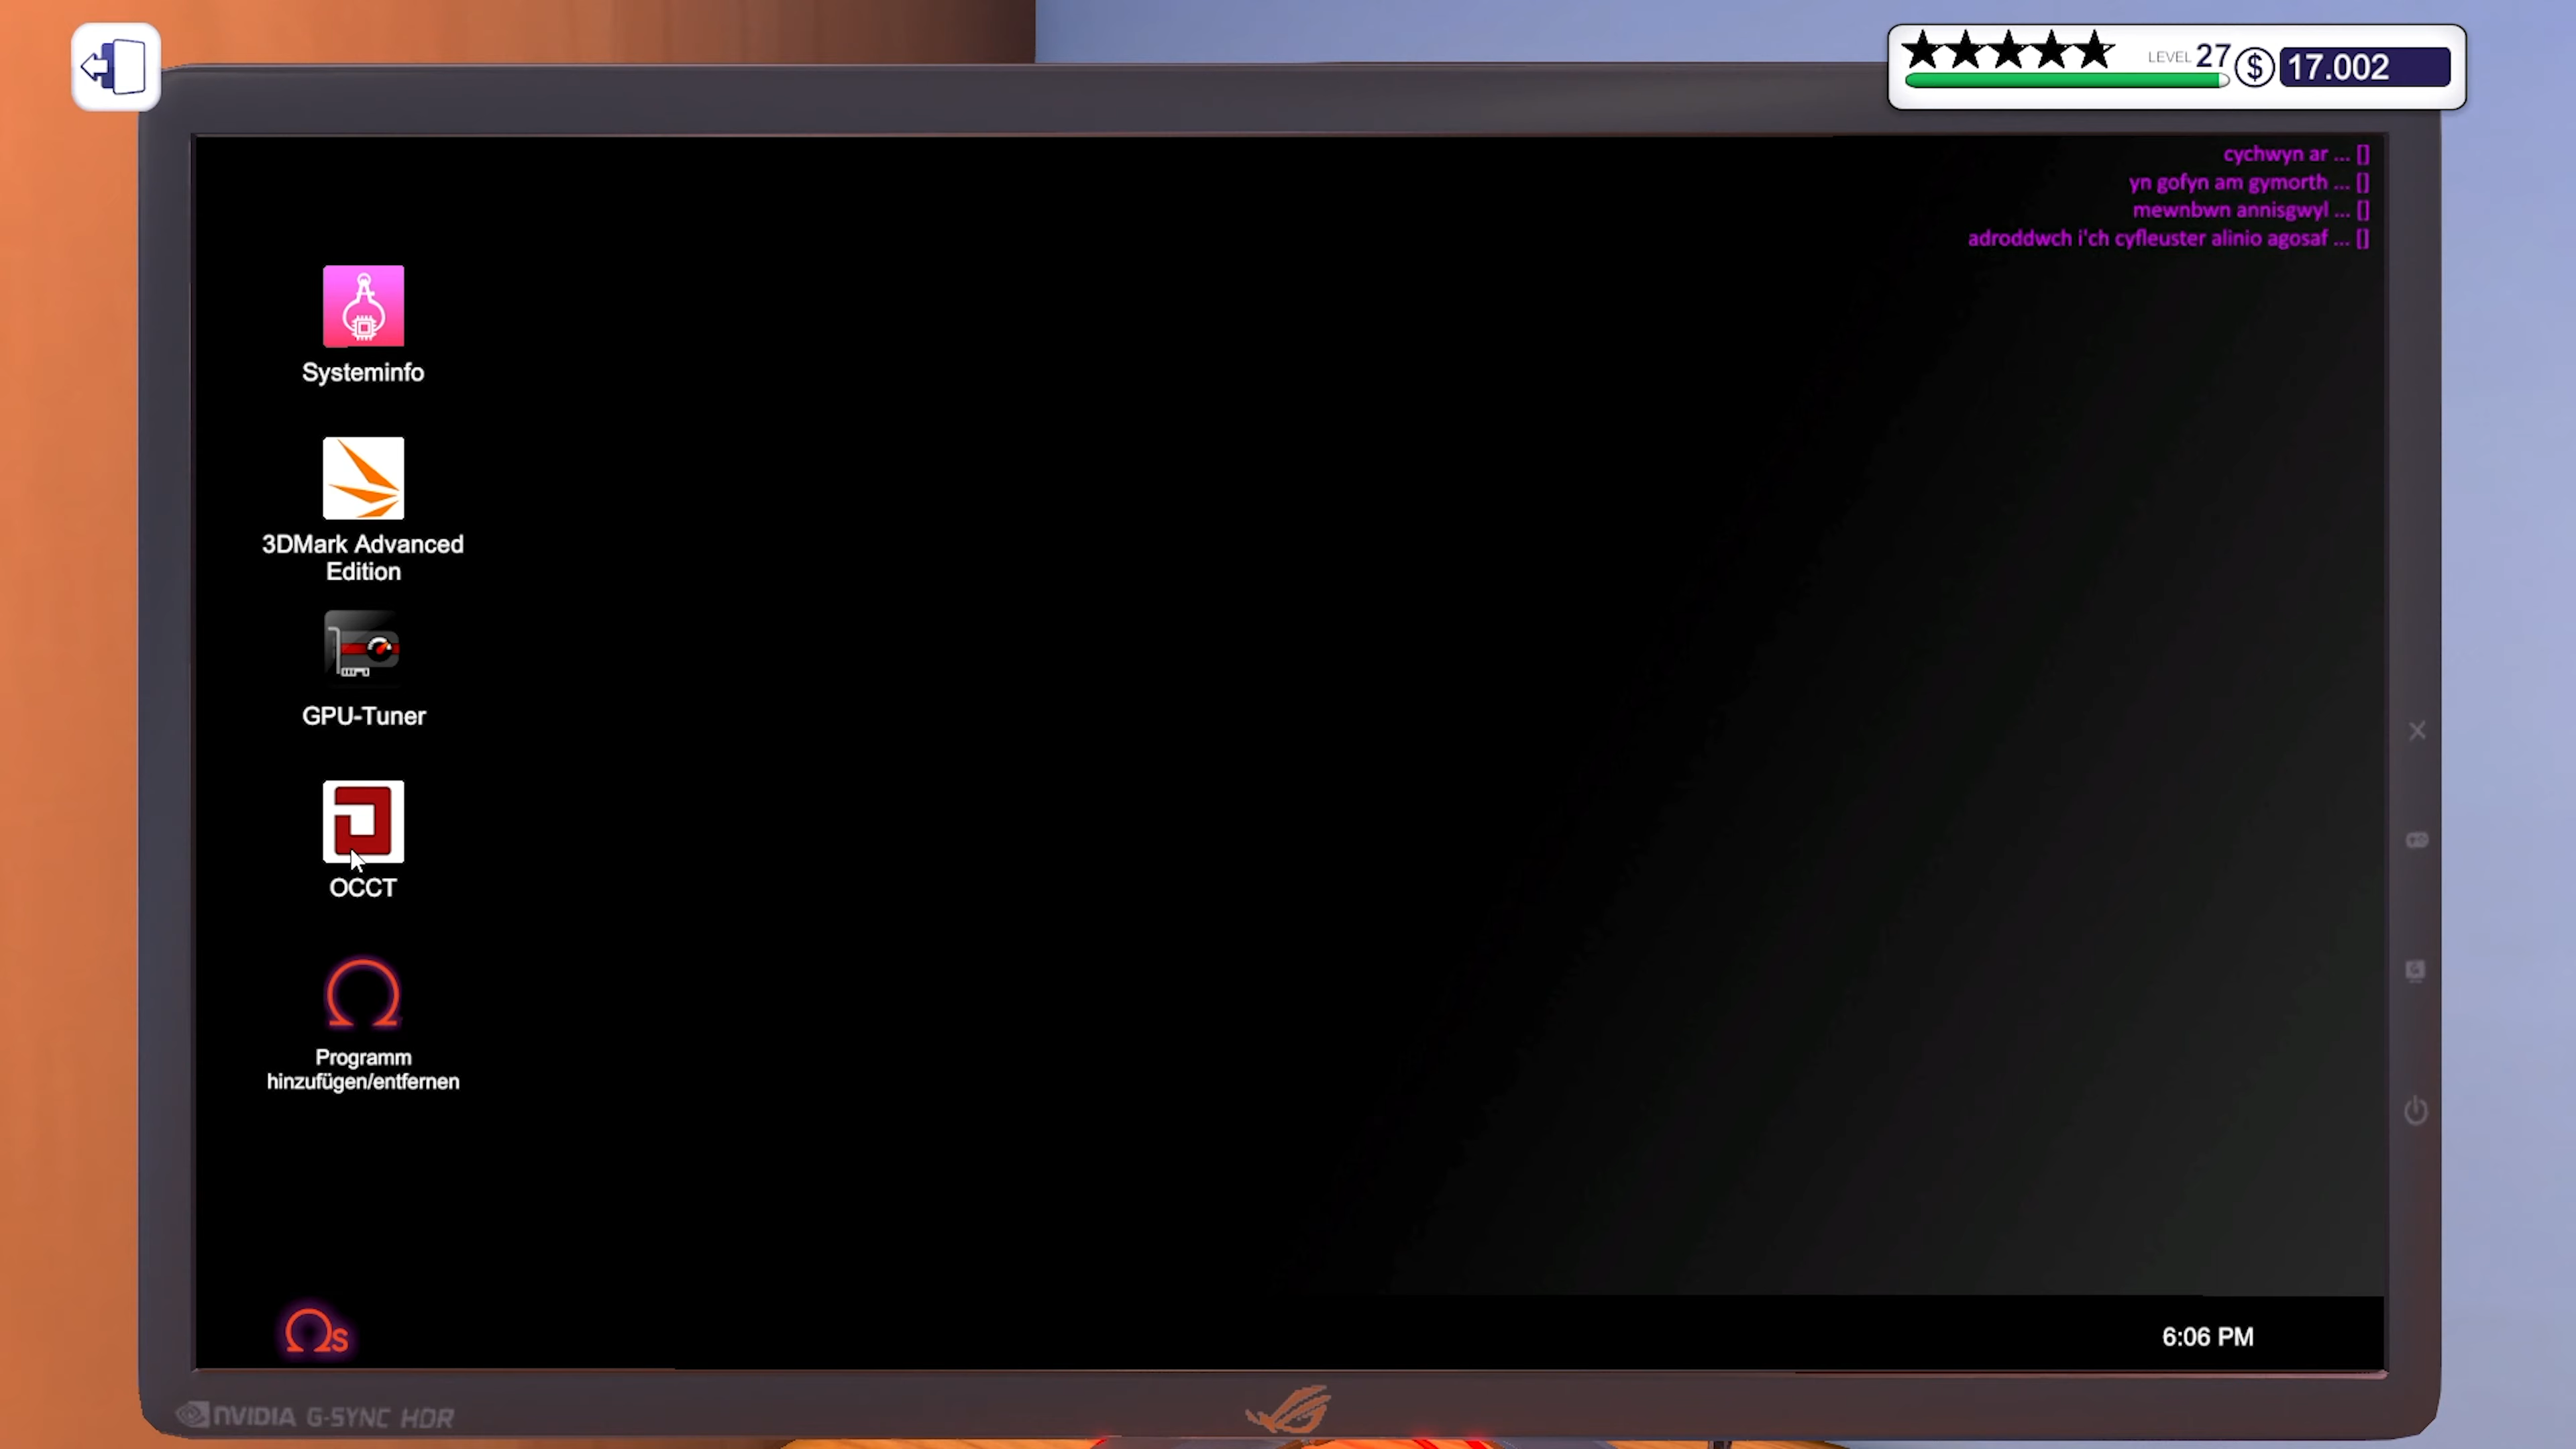 LEVEL 27 $ 17.002
cychwyn ar ... []
yn gofyn am gymorth ... []
mewnbwn annisgwyl ... []
adroddwch i'ch cyfleuster alinio agosaf ... []
Systeminfo
3DMark Advanced
Edition
GPU-Tuner
OCCT
Programm
hinzufügen/entfernen
Ωs
6:06 PM
NVIDIA G-SYNC HDR